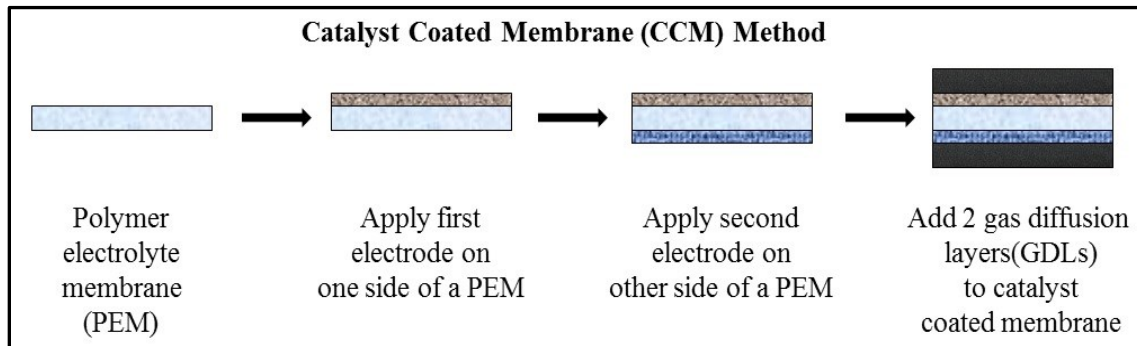 Catalyst Coated Membrane (CCM) Method
Polymer
electrolyte
membrane
(PEM)
Apply first
electrode on
one side of a PEM
Apply second
electrode on
other side of a PEM
Add 2 gas diffusion
layers(GDLs)
to catalyst
coated membrane